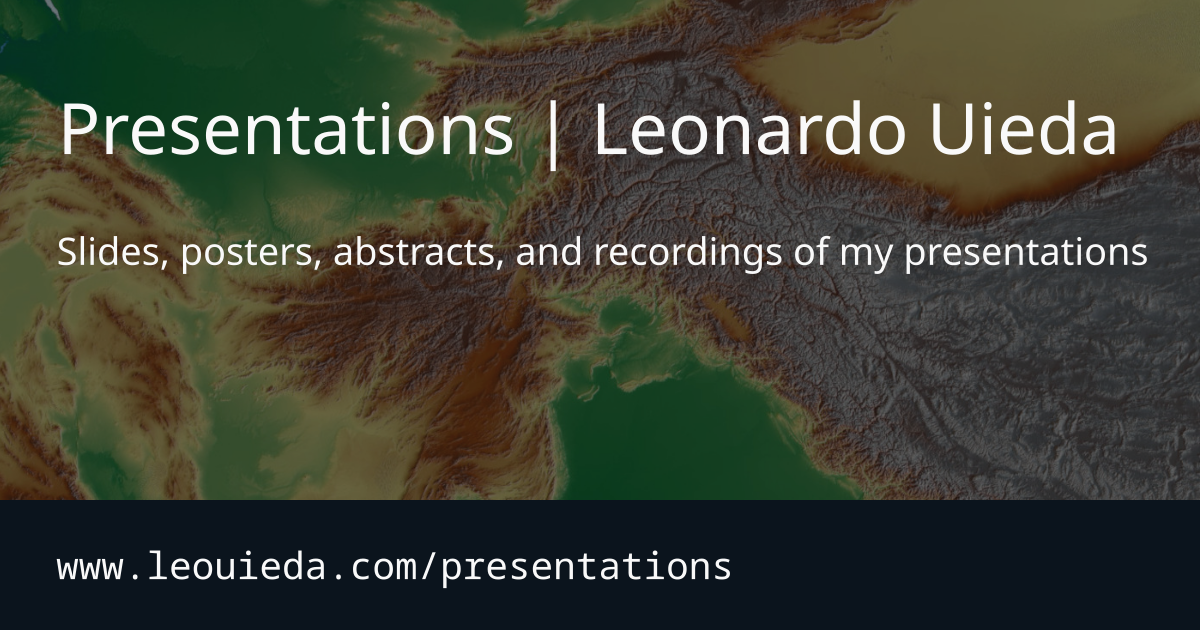 Presentations | Leonardo Uieda
Slides, posters, abstracts, and recordings of my presentations
www.leouieda.com/presentations